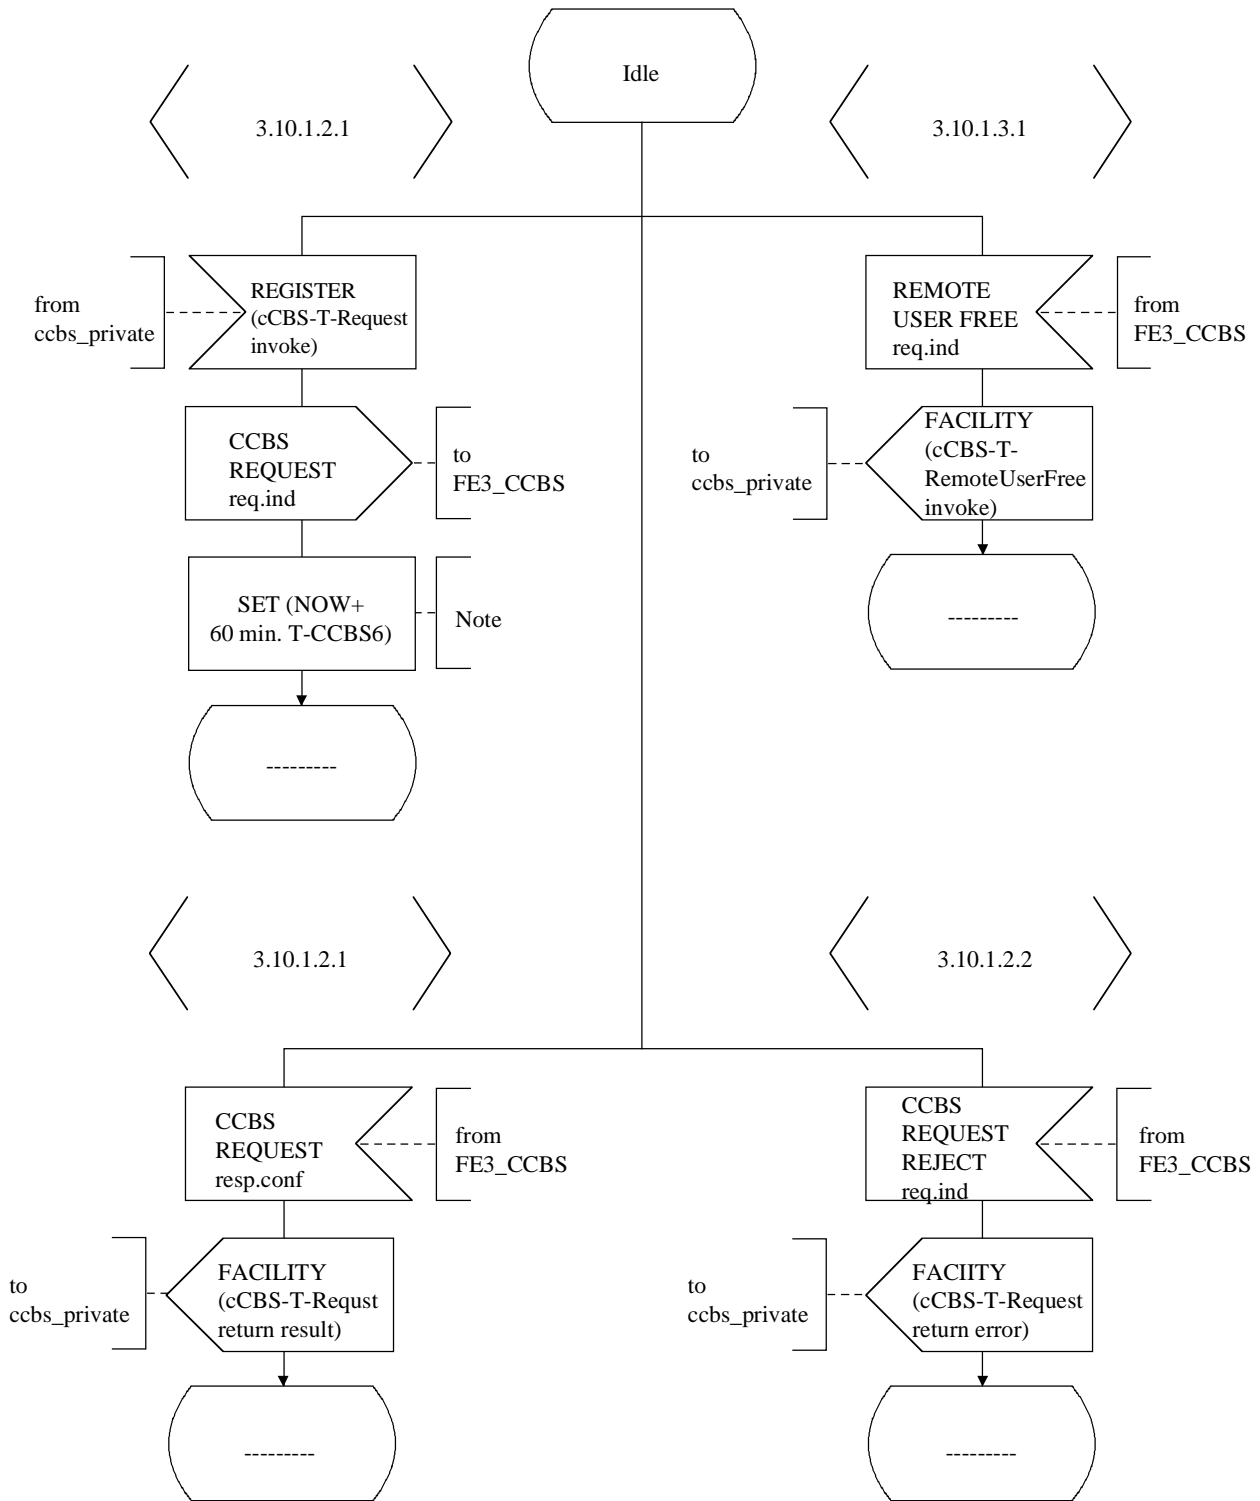 Idle
3.10.1.2.1
3.10.1.3.1
from
ccbs_private
REGISTER
(cCBS-T-Request
invoke)
REMOTE
USER FREE
req.ind
from
FE3_CCBS
CCBS
REQUEST
req.ind
to
FE3_CCBS
to
ccbs_private
FACILITY
(cCBS-T-
RemoteUserFree
invoke)
SET (NOW+
60 min. T-CCBS6)
Note
---------
---------
3.10.1.2.1
3.10.1.2.2
CCBS
REQUEST
resp.conf
from
FE3_CCBS
CCBS
REQUEST
REJECT
req.ind
from
FE3_CCBS
to
ccbs_private
FACILITY
(cCBS-T-Requst
return result)
to
ccbs_private
FACIITY
(cCBS-T-Request
return error)
---------
---------